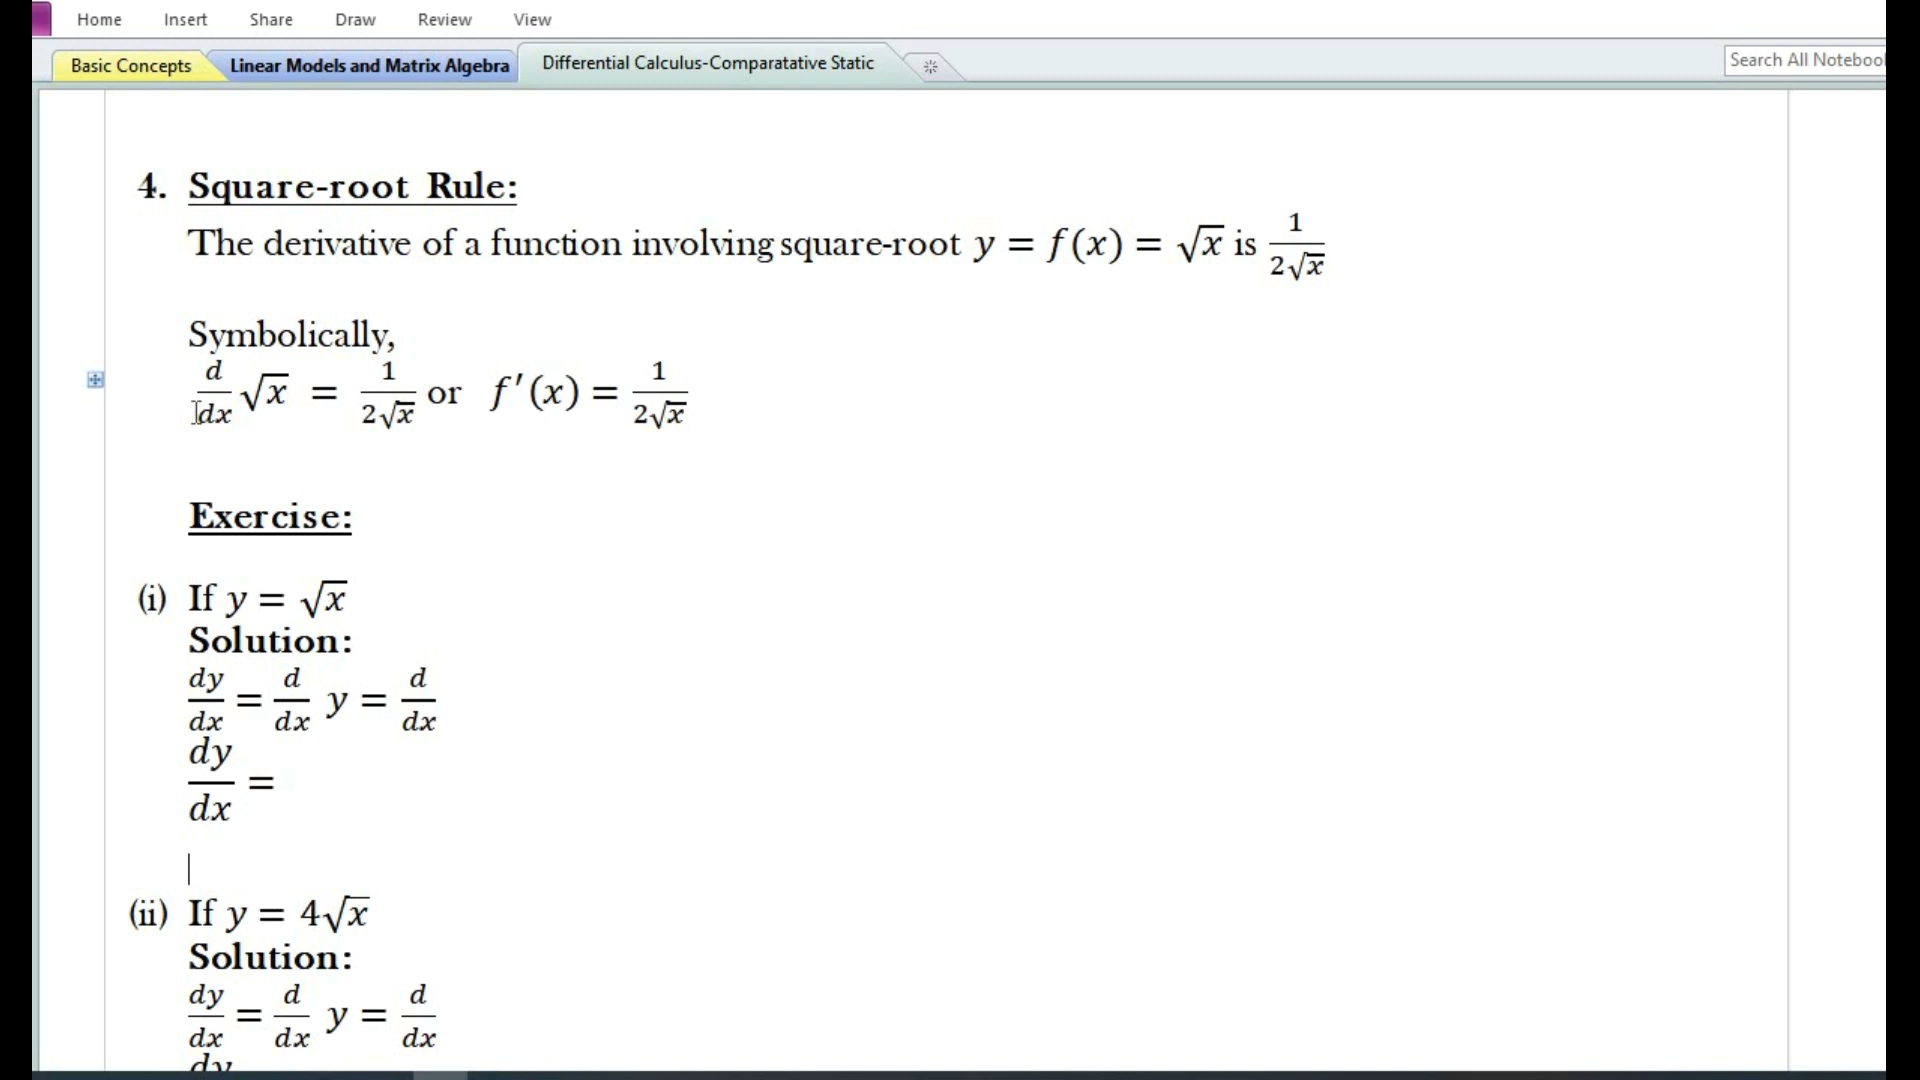 Home Insert Share Draw Review View
Basic Concepts Linear Models and Matrix Algebra Differential Calculus-Comparatative Static Search All Noteboo
4. Square-root Rule:
The derivative of a function involving square-root y = f(x) = √x is 1/(2√x)
Symbolically,
d/dx √x = 1/(2√x) or f′(x) = 1/(2√x)
Exercise:
(i) If y = √x
Solution:
dy/dx = d/dx y = d/dx
dy/dx =
(ii) If y = 4√x
Solution:
dy/dx = d/dx y = d/dx
dy